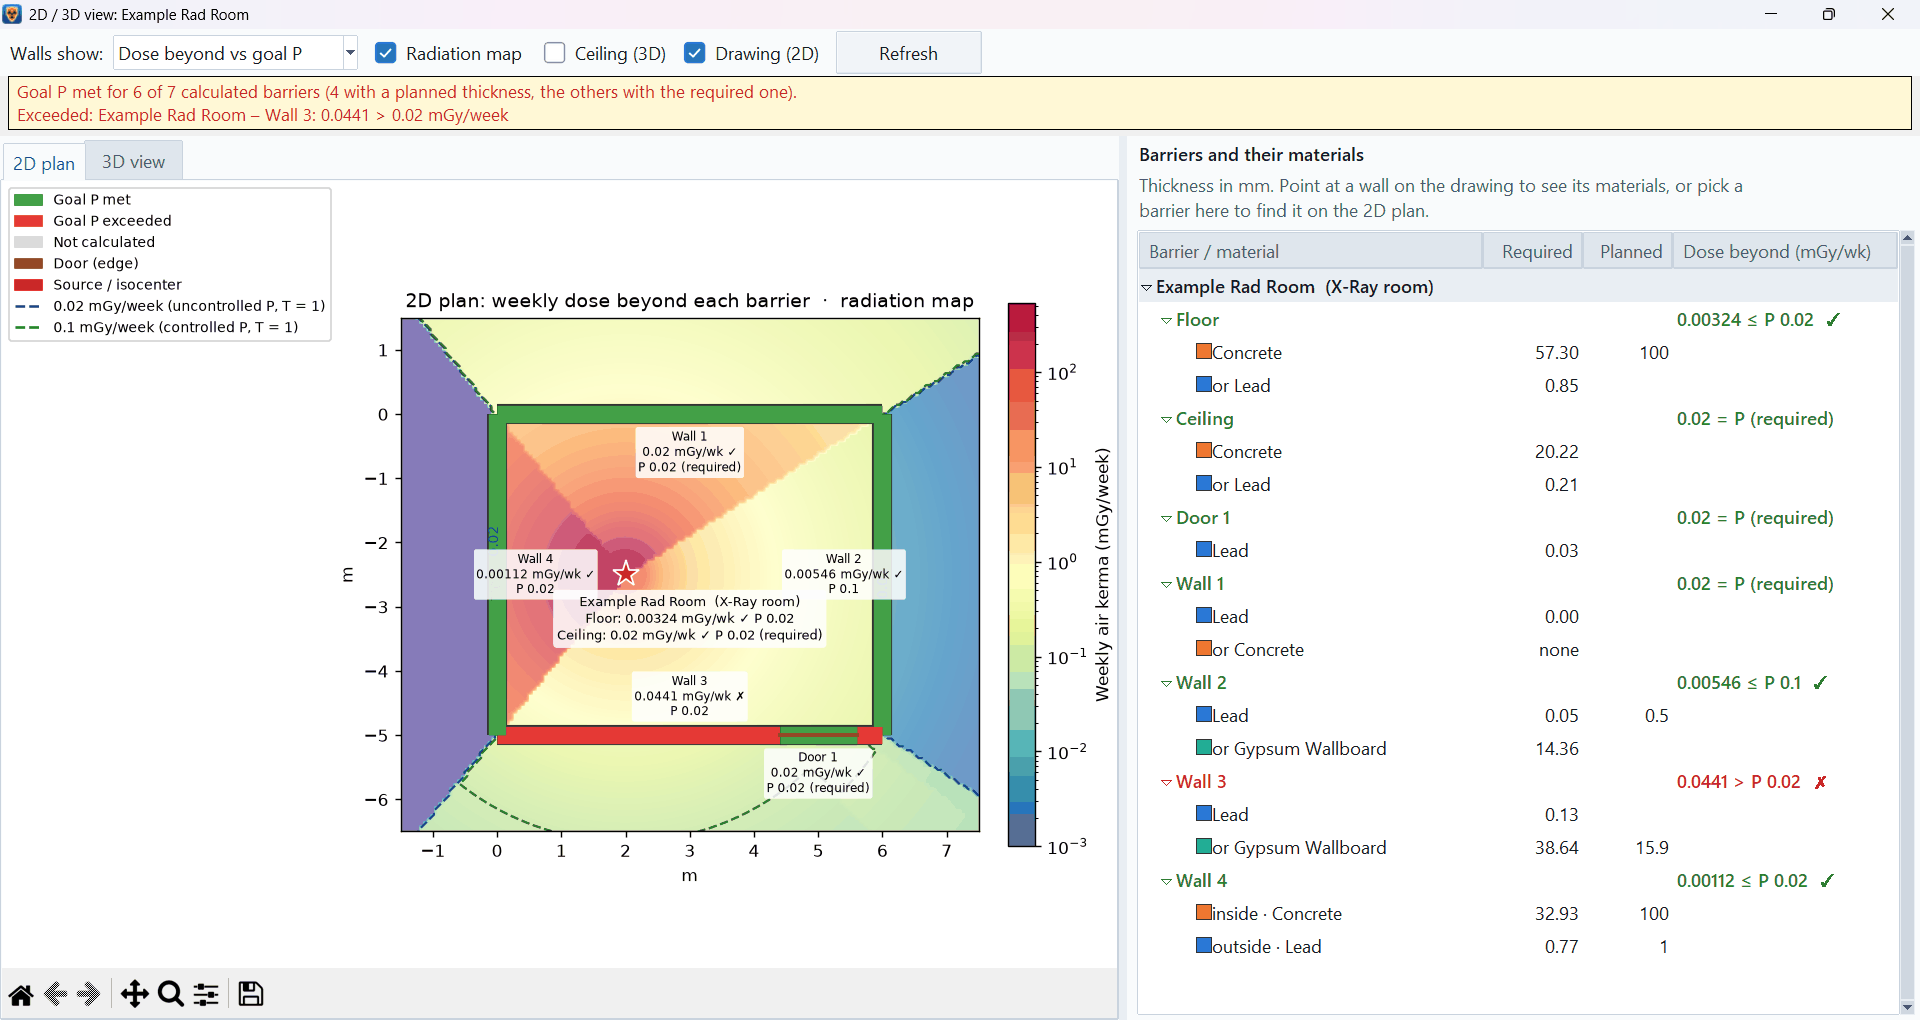 2D / 3D view: Example Rad Room
Walls show: Dose beyond vs goal P Radiation map Ceiling (3D) Drawing (2D) Refresh
Goal P met for 6 of 7 calculated barriers (4 with a planned thickness, the others with the required one).
Exceeded: Example Rad Room – Wall 3: 0.0441 > 0.02 mGy/week
2D plan 3D view
Goal P met
Goal P exceeded
Not calculated
Door (edge)
Source / isocenter
0.02 mGy/week (uncontrolled P, T = 1)
0.1 mGy/week (controlled P, T = 1)
2D plan: weekly dose beyond each barrier · radiation map
1
0
−1
−2
−3
−4
−5
−6
m
−1 0 1 2 3 4 5 6 7
m
Wall 1
0.02 mGy/wk ✓
P 0.02 (required)
Wall 4
0.00112 mGy/wk ✓
P 0.02
Wall 2
0.00546 mGy/wk ✓
P 0.1
Example Rad Room (X-Ray room)
Floor: 0.00324 mGy/wk ✓ P 0.02
Ceiling: 0.02 mGy/wk ✓ P 0.02 (required)
Wall 3
0.0441 mGy/wk ✗
P 0.02
Door 1
0.02 mGy/wk ✓
P 0.02 (required)
10²
10¹
10⁰
10⁻¹
10⁻²
10⁻³
Weekly air kerma (mGy/week)
Barriers and their materials
Thickness in mm. Point at a wall on the drawing to see its materials, or pick a
barrier here to find it on the 2D plan.
Barrier / material Required Planned Dose beyond (mGy/wk)
Example Rad Room (X-Ray room)
Floor 0.00324 ≤ P 0.02 ✓
Concrete 57.30 100
or Lead 0.85
Ceiling 0.02 = P (required)
Concrete 20.22
or Lead 0.21
Door 1 0.02 = P (required)
Lead 0.03
Wall 1 0.02 = P (required)
Lead 0.00
or Concrete none
Wall 2 0.00546 ≤ P 0.1 ✓
Lead 0.05 0.5
or Gypsum Wallboard 14.36
Wall 3 0.0441 > P 0.02 ✗
Lead 0.13
or Gypsum Wallboard 38.64 15.9
Wall 4 0.00112 ≤ P 0.02 ✓
inside · Concrete 32.93 100
outside · Lead 0.77 1